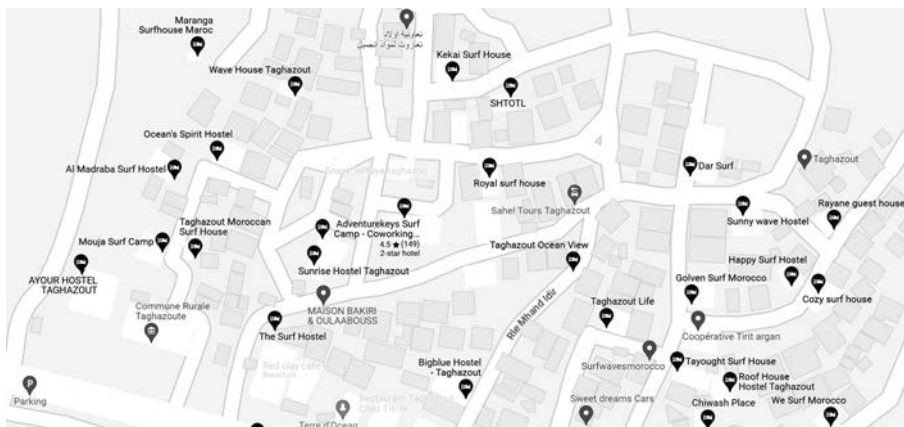 Maranga
Surfhouse Maroc
تعاونية اولاد
Kekai Surf House
Wave House Taghazout
SHTOTL
Ocean's Spirit Hostel
Al Madraba Surf Hostel
Royal surf house
Dar Surf
Taghazout
Sahel Tours Taghazout
Adventurekeys Surf
Camp - Coworking...
4.5 ★ (149)
2-star hotel
Taghazout Moroccan
Surf House
Mouja Surf Camp
Sunny wave Hostel
Rayane guest house
Taghazout Ocean View
Sunrise Hostel Taghazout
AYOUR HOSTEL
TAGHAZOUT
Happy Surf Hostel
Golven Surf Morocco
Cozy surf house
Commune Rurale
Taghazoute
MAISON BAKIRI
& OULAABOUSS
Rte Mhand Idir
Taghazout Life
The Surf Hostel
Coopérative Tirit argan
Red clay cafe
Breakfast
Bigblue Hostel
- Taghazout
Surfwavesmorocco
Tayought Surf House
Roof House
Hostel Taghazout
P
Parking
Restaurant Taghazout
Terre d'Ocean
Sweet dreams Cars
Chiwash Place
We Surf Morocco